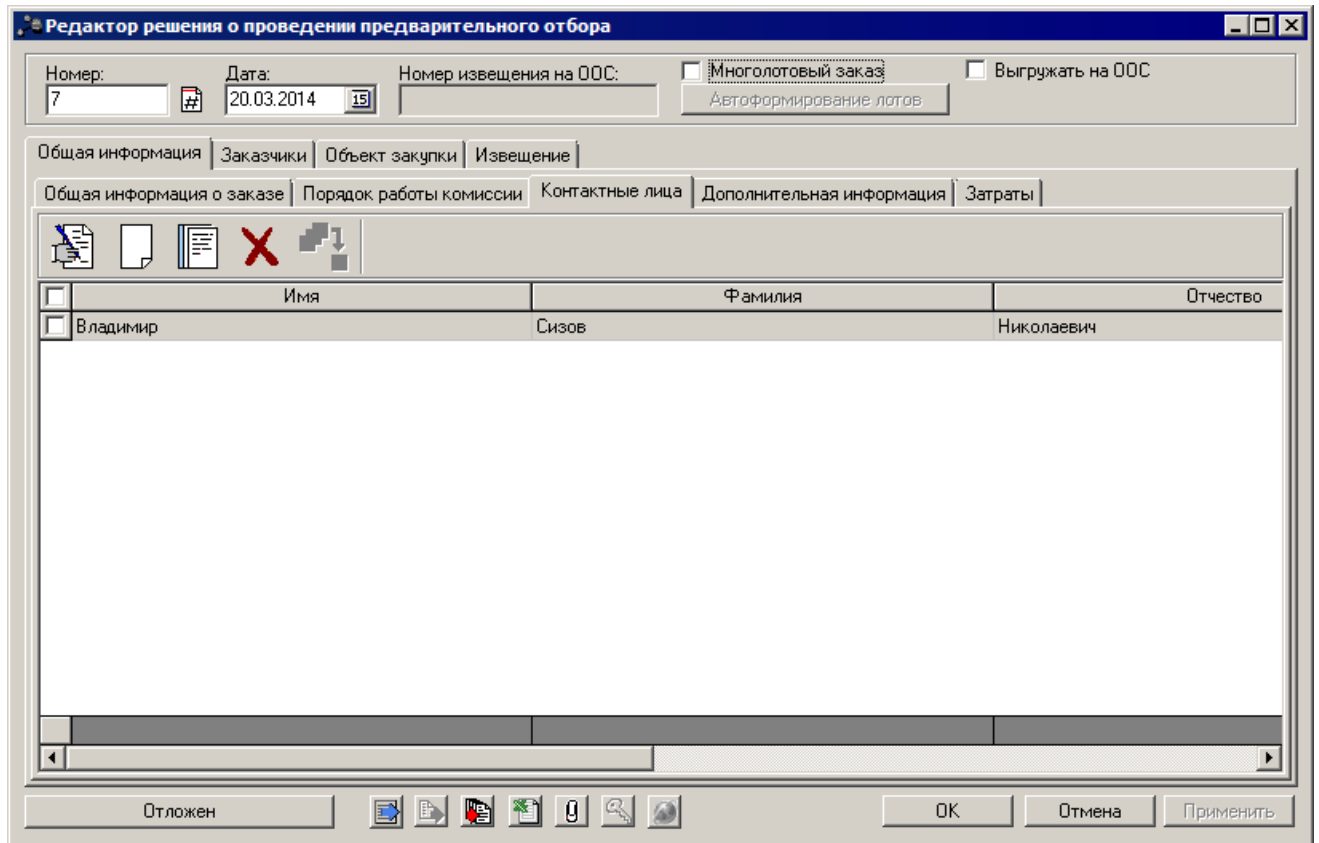 Редактор решения о проведении предварительного отбора
Номер: Дата: Номер извещения на ООС: Многолотовый заказ Выгружать на ООС
7 # 20.03.2014 15 Автоформирование лотов
Общая информация Заказчики Объект закупки Извещение
Общая информация о заказе Порядок работы комиссии Контактные лица Дополнительная информация Затраты
Имя Фамилия Отчество
Владимир Сизов Николаевич
Отложен OK Отмена Применить